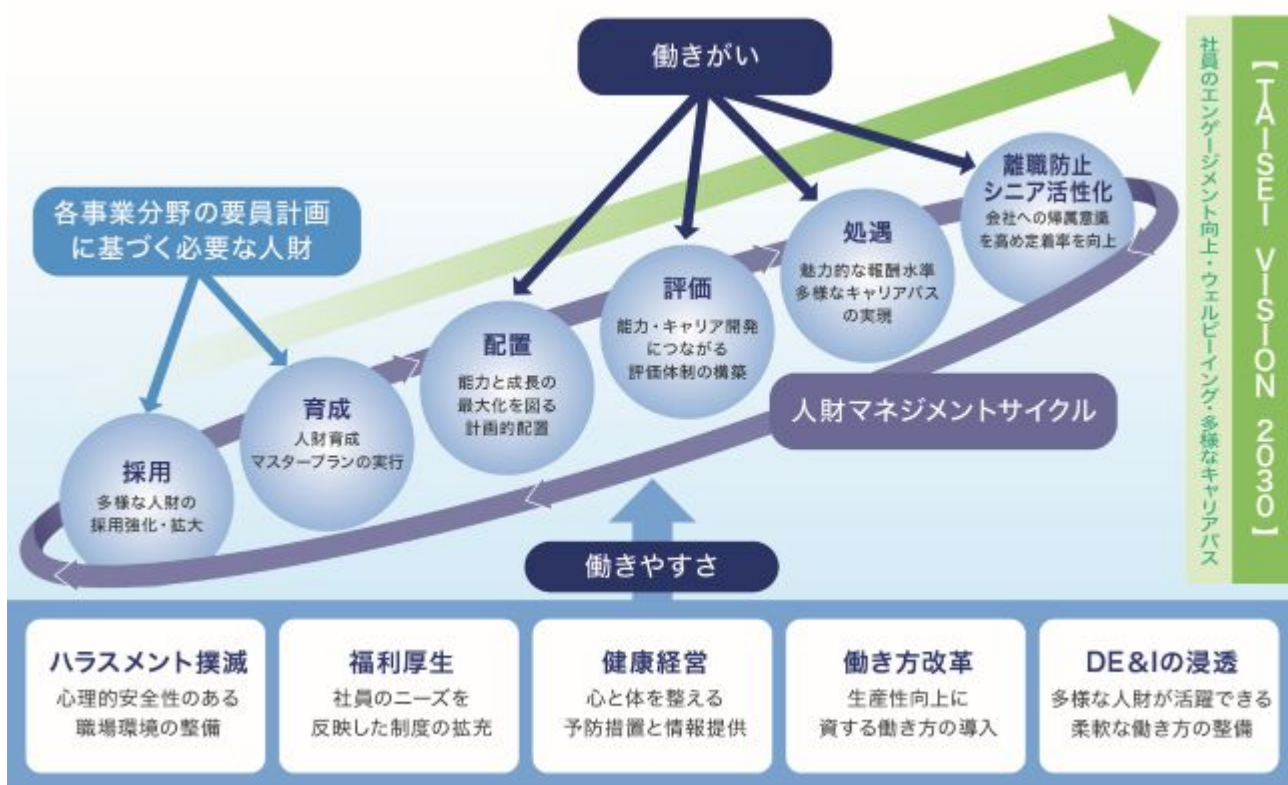 働きがい
各事業分野の要員計画
に基づく必要な人財
採用
多様な人財の
採用強化・拡大
育成
人財育成
マスタープランの実行
配置
能力と成長の
最大化を図る
計画的配置
評価
能力・キャリア開発
につながる
評価体制の構築
処遇
魅力的な報酬水準
多様なキャリアパス
の実現
離職防止
シニア活性化
会社への帰属意識
を高め定着率を向上
人財マネジメントサイクル
社員のエンゲージメント向上・ウェルビーイング・多様なキャリアパス
【TAISEI VISION 2030】
働きやすさ
ハラスメント撲滅
心理的安全性のある
職場環境の整備
福利厚生
社員のニーズを
反映した制度の拡充
健康経営
心と体を整える
予防措置と情報提供
働き方改革
生産性向上に
資する働き方の導入
DE&Iの浸透
多様な人財が活躍できる
柔軟な働き方の整備